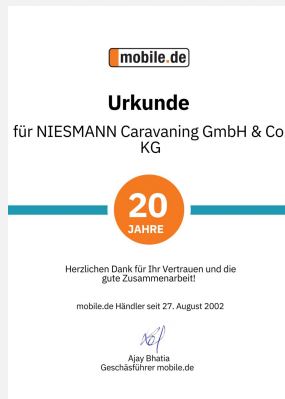 mobile.de
Urkunde
für NIESMANN Caravaning GmbH & Co
KG
20
JAHRE
Herzlichen Dank für Ihr Vertrauen und die
gute Zusammenarbeit!
mobile.de Händler seit 27. August 2002
Ajay Bhatia
Geschäsführer mobile.de